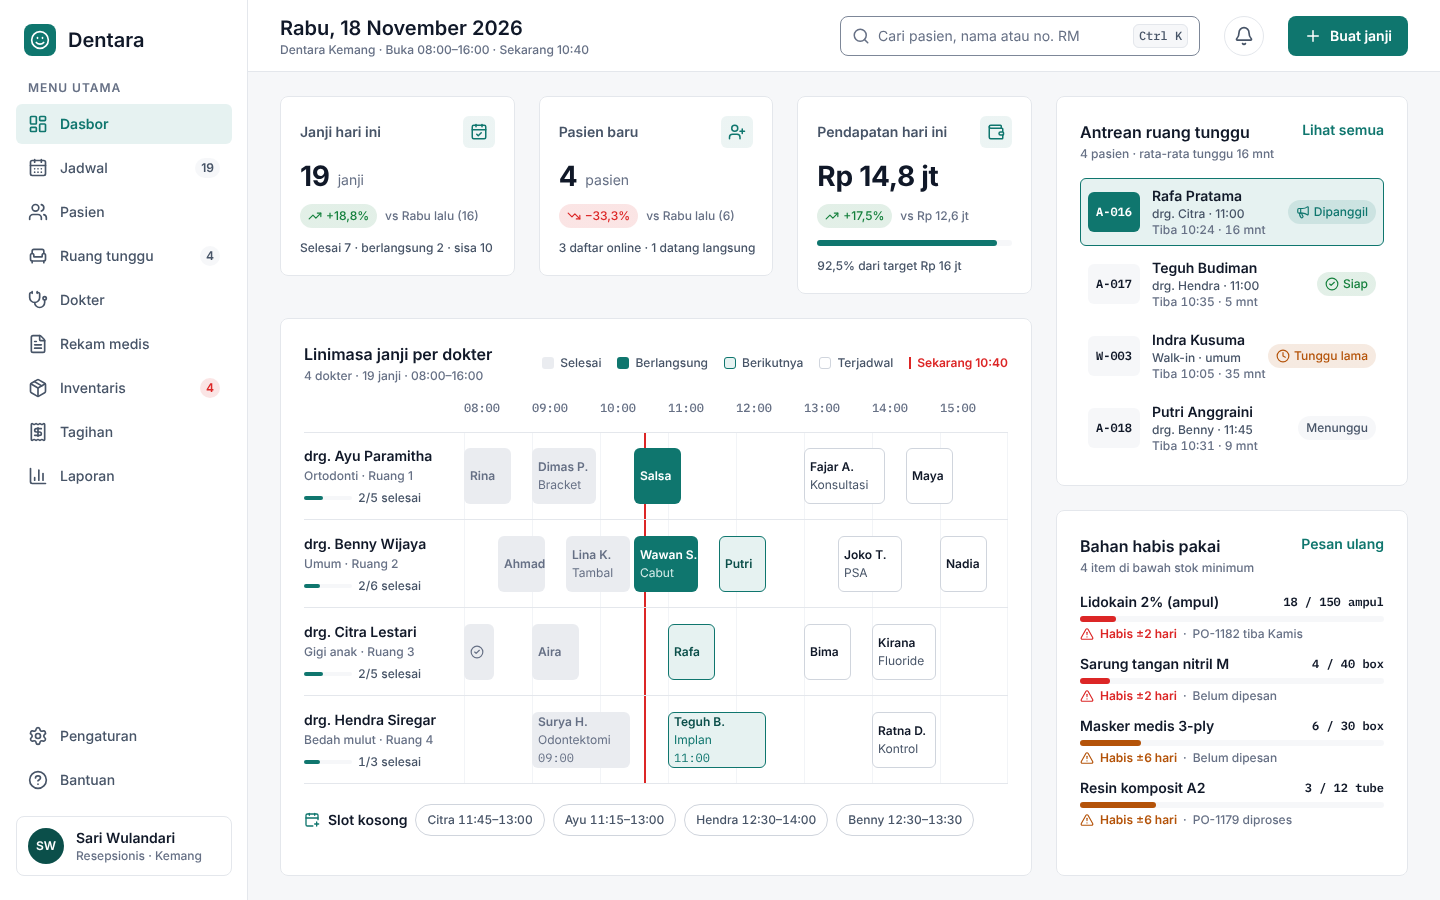 Dentara
MENU UTAMA
Dasbor
Jadwal 19
Pasien
Ruang tunggu 4
Dokter
Rekam medis
Inventaris 4
Tagihan
Laporan
Pengaturan
Bantuan
SW
Sari Wulandari
Resepsionis · Kemang
Rabu, 18 November 2026
Dentara Kemang · Buka 08:00–16:00 · Sekarang 10:40
Cari pasien, nama atau no. RM
Ctrl K
Buat janji
Janji hari ini
19 janji
+18,8% vs Rabu lalu (16)
Selesai 7 · berlangsung 2 · sisa 10
Pasien baru
4 pasien
−33,3% vs Rabu lalu (6)
3 daftar online · 1 datang langsung
Pendapatan hari ini
Rp 14,8 jt
+17,5% vs Rp 12,6 jt
92,5% dari target Rp 16 jt
Linimasa janji per dokter
4 dokter · 19 janji · 08:00–16:00
Selesai Berlangsung Berikutnya Terjadwal Sekarang 10:40
08:00 09:00 10:00 11:00 12:00 13:00 14:00 15:00
drg. Ayu Paramitha
Ortodonti · Ruang 1
2/5 selesai
Rina
Dimas P.
Bracket
Salsa
Fajar A.
Konsultasi
Maya
drg. Benny Wijaya
Umum · Ruang 2
2/6 selesai
Ahmad
Lina K.
Tambal
Wawan S.
Cabut
Putri
Joko T.
PSA
Nadia
drg. Citra Lestari
Gigi anak · Ruang 3
2/5 selesai
Aira
Rafa
Bima
Kirana
Fluoride
drg. Hendra Siregar
Bedah mulut · Ruang 4
1/3 selesai
Surya H.
Odontektomi
09:00
Teguh B.
Implan
11:00
Ratna D.
Kontrol
Slot kosong
Citra 11:45–13:00
Ayu 11:15–13:00
Hendra 12:30–14:00
Benny 12:30–13:30
Antrean ruang tunggu
Lihat semua
4 pasien · rata-rata tunggu 16 mnt
A-016
Rafa Pratama
drg. Citra · 11:00
Tiba 10:24 · 16 mnt
Dipanggil
A-017
Teguh Budiman
drg. Hendra · 11:00
Tiba 10:35 · 5 mnt
Siap
W-003
Indra Kusuma
Walk-in · umum
Tiba 10:05 · 35 mnt
Tunggu lama
A-018
Putri Anggraini
drg. Benny · 11:45
Tiba 10:31 · 9 mnt
Menunggu
Bahan habis pakai
Pesan ulang
4 item di bawah stok minimum
Lidokain 2% (ampul) 18 / 150 ampul
Habis ±2 hari · PO-1182 tiba Kamis
Sarung tangan nitril M 4 / 40 box
Habis ±2 hari · Belum dipesan
Masker medis 3-ply 6 / 30 box
Habis ±6 hari · Belum dipesan
Resin komposit A2 3 / 12 tube
Habis ±6 hari · PO-1179 diproses